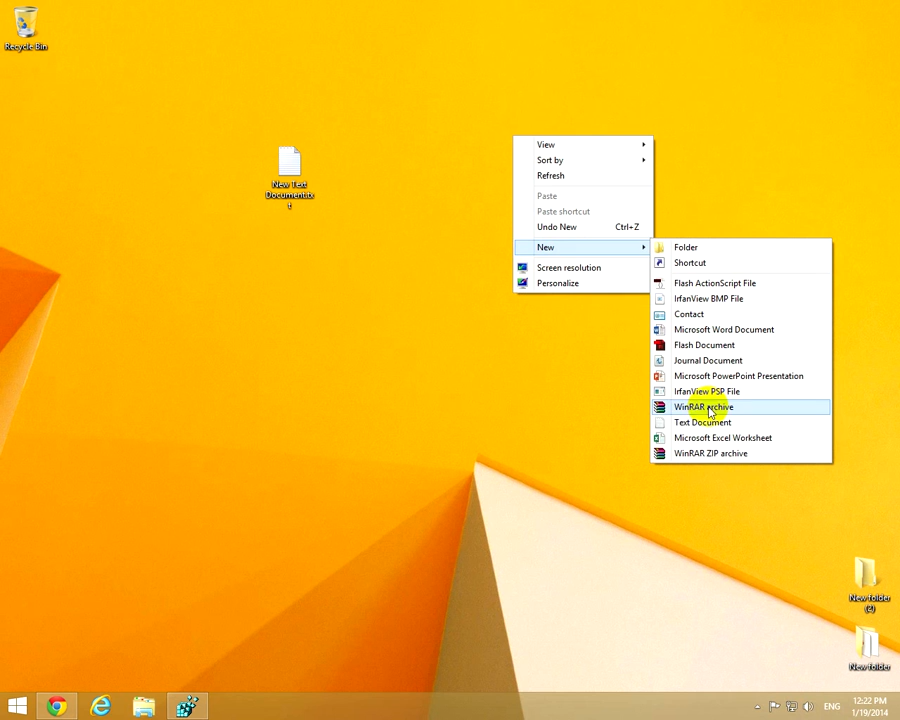 Recycle Bin
New Text
Document.tx
t
View
Sort by
Refresh
Paste
Paste shortcut
Undo New Ctrl+Z
New
Screen resolution
Personalize
Folder
Shortcut
Flash ActionScript File
IrfanView BMP File
Contact
Microsoft Word Document
Flash Document
Journal Document
Microsoft PowerPoint Presentation
IrfanView PSP File
WinRAR archive
Text Document
Microsoft Excel Worksheet
WinRAR ZIP archive
New folder
(2)
New folder
ENG
12:22 PM
1/19/2014